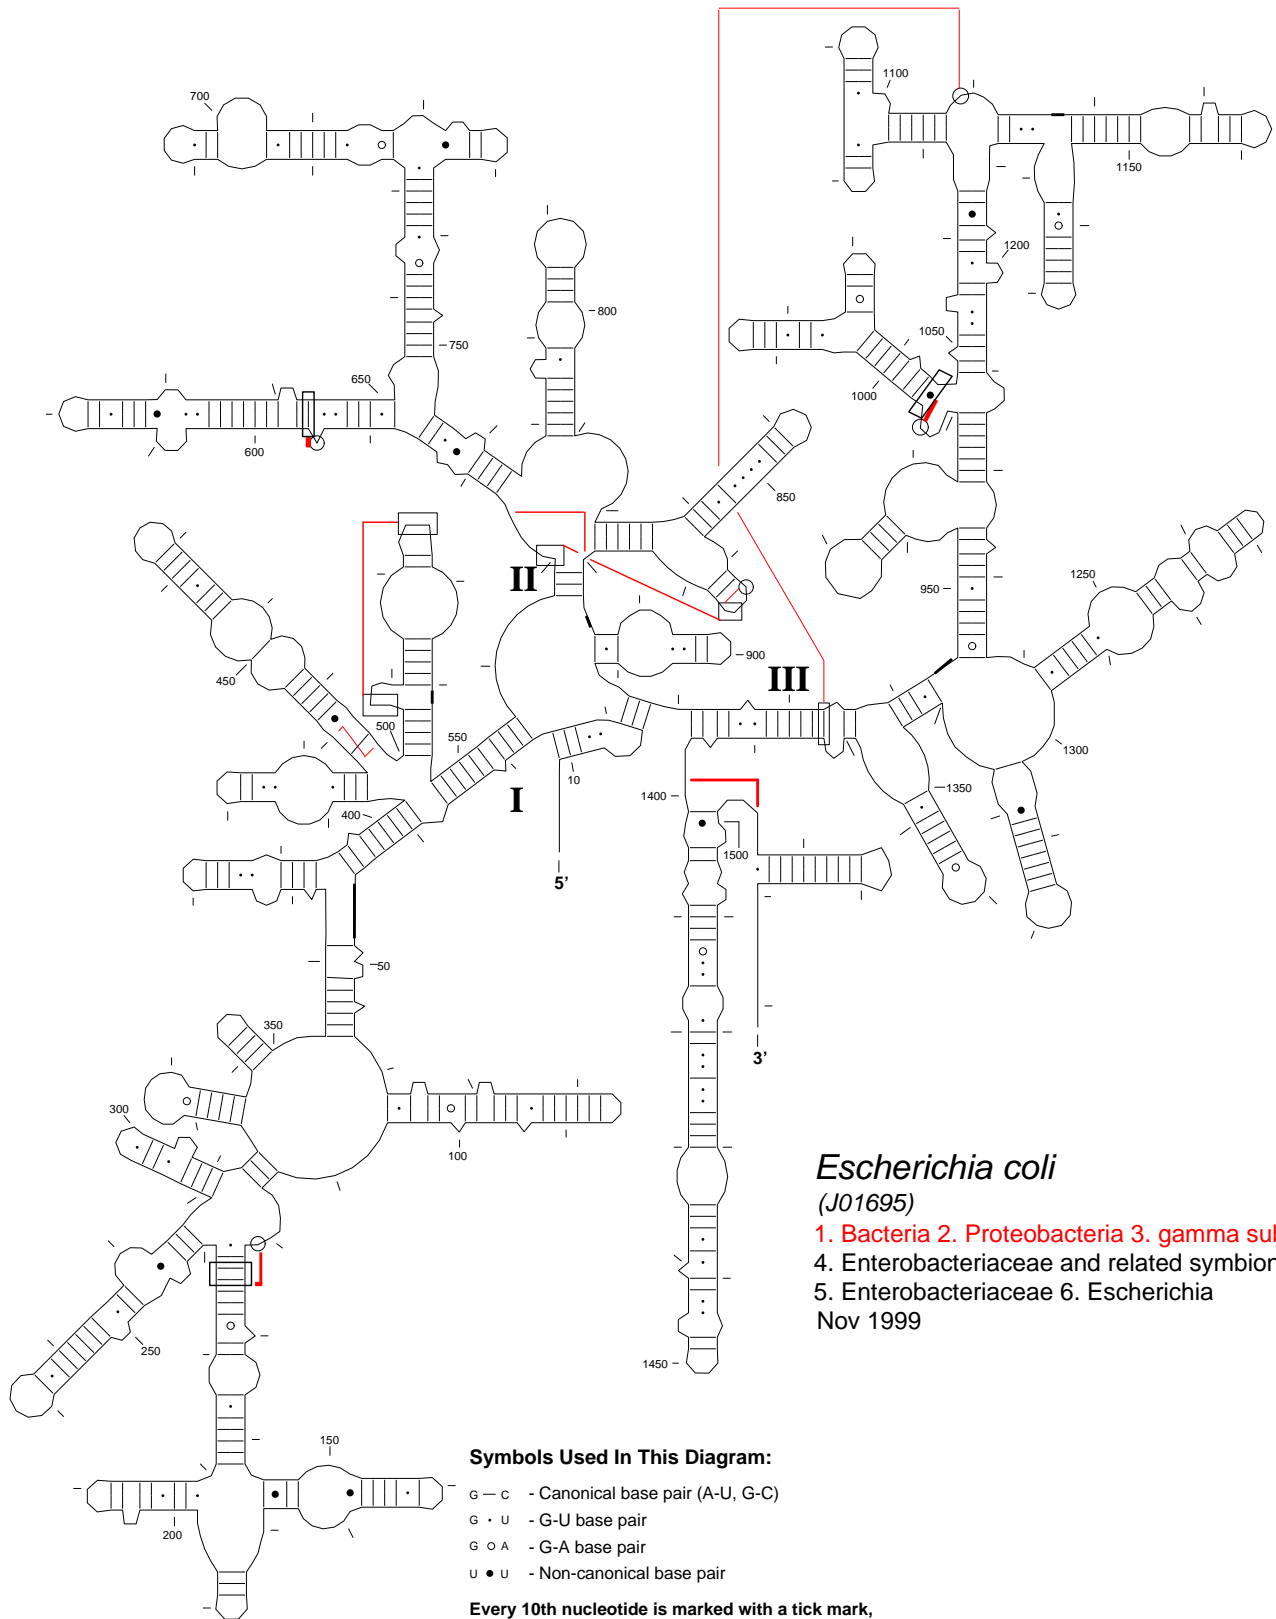 700
1100
1150
1200
800
750
1050
650
1000
600
850
II
1250
950
900
450
III
500
550
1300
I
10
1350
1400
400
1500
5'
50
3'
350
300
100
Escherichia coli
(J01695)
1. Bacteria 2. Proteobacteria 3. gamma sub
4. Enterobacteriaceae and related symbion
5. Enterobacteriaceae 6. Escherichia
Nov 1999
250
1450
150
200
Symbols Used In This Diagram:
G — C - Canonical base pair (A-U, G-C)
G • U - G-U base pair
G ○ A - G-A base pair
U ● U - Non-canonical base pair
Every 10th nucleotide is marked with a tick mark,